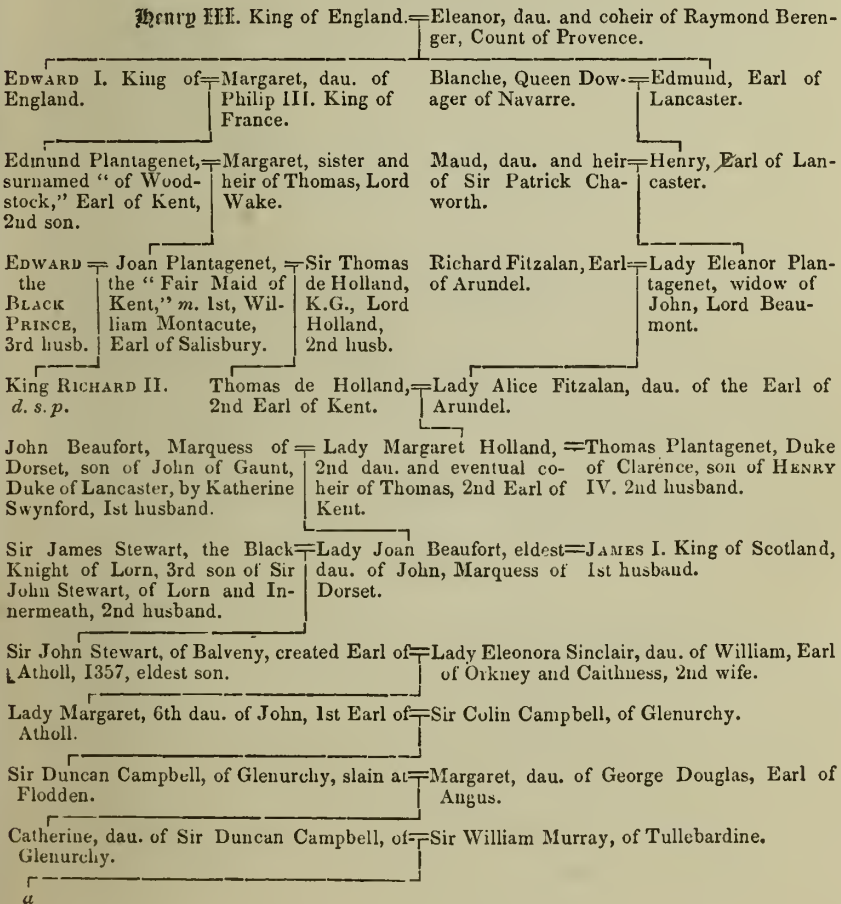 Henry III. King of England.=Eleanor, dau. and coheir of Raymond Beren-
ger, Count of Provence.
EDWARD I. King of=Margaret, dau. of
England. Philip III. King of
France.
Blanche, Queen Dow-=Edmund, Earl of
ager of Navarre. Lancaster.
Edmund Plantagenet,=Margaret, sister and
surnamed “ of Wood- heir of Thomas, Lord
stock,” Earl of Kent, Wake.
2nd son.
Maud, dau. and heir=Henry, Earl of Lan-
of Sir Patrick Cha- caster.
worth.
EDWARD = Joan Plantagenet, =Sir Thomas
the the “ Fair Maid of de Holland,
BLACK Kent,” m. 1st, Wil- K.G., Lord
PRINCE, liam Montacute, Holland,
3rd husb. Earl of Salisbury. 2nd husb.
Richard Fitzalan, Earl=Lady Eleanor Plan-
of Arundel. tagenet, widow of
John, Lord Beau-
mont.
King RICHARD II.
d. s. p.
Thomas de Holland,=Lady Alice Fitzalan, dau. of the Earl of
2nd Earl of Kent. Arundel.
John Beaufort, Marquess of = Lady Margaret Holland, =Thomas Plantagenet, Duke
Dorset, son of John of Gaunt, 2nd dau. and eventual co- of Clarence, son of HENRY
Duke of Lancaster, by Katherine heir of Thomas, 2nd Earl of IV. 2nd husband.
Swynford, 1st husband. Kent.
Sir James Stewart, the Black=Lady Joan Beaufort, eldest=JAMES I. King of Scotland,
Knight of Lorn, 3rd son of Sir dau. of John, Marquess of 1st husband.
John Stewart, of Lorn and In- Dorset.
nermeath, 2nd husband.
Sir John Stewart, of Balveny, created Earl of=Lady Eleonora Sinclair, dau. of William, Earl
Atholl, 1357, eldest son. of Orkney and Caithness, 2nd wife.
Lady Margaret, 6th dau. of John, 1st Earl of=Sir Colin Campbell, of Glenurchy.
Atholl.
Sir Duncan Campbell, of Glenurchy, slain at=Margaret, dau. of George Douglas, Earl of
Flodden. Angus.
Catherine, dau. of Sir Duncan Campbell, of=Sir William Murray, of Tullebardine.
Glenurchy.
a